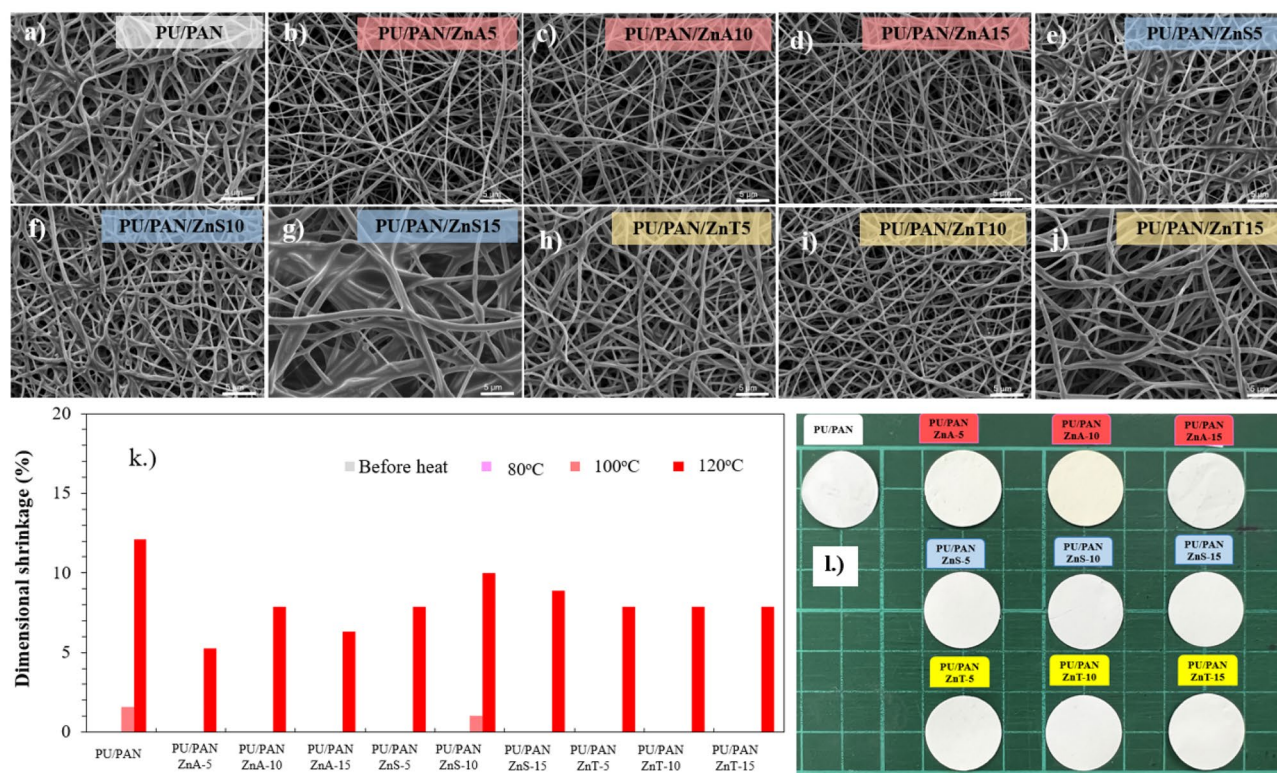 a)
PU/PAN
b)
PU/PAN/ZnA5
c)
PU/PAN/ZnA10
d)
PU/PAN/ZnA15
e)
PU/PAN/ZnS5
5 µm
5 µm
5 µm
5 µm
5 µm
f)
PU/PAN/ZnS10
g)
PU/PAN/ZnS15
h)
PU/PAN/ZnT5
i)
PU/PAN/ZnT10
j)
PU/PAN/ZnT15
5 µm
5 µm
5 µm
5 µm
5 µm
k.)
Before heat
80°C
100°C
120°C
Dimensional shrinkage (%)
20
15
10
5
0
PU/PAN
PU/PAN
ZnA-5
PU/PAN
ZnA-10
PU/PAN
ZnA-15
PU/PAN
ZnS-5
PU/PAN
ZnS-10
PU/PAN
ZnS-15
PU/PAN
ZnT-5
PU/PAN
ZnT-10
PU/PAN
ZnT-15
PU/PAN
PU/PAN
ZnA-5
PU/PAN
ZnA-10
PU/PAN
ZnA-15
l.)
PU/PAN
ZnS-5
PU/PAN
ZnS-10
PU/PAN
ZnS-15
PU/PAN
ZnT-5
PU/PAN
ZnT-10
PU/PAN
ZnT-15